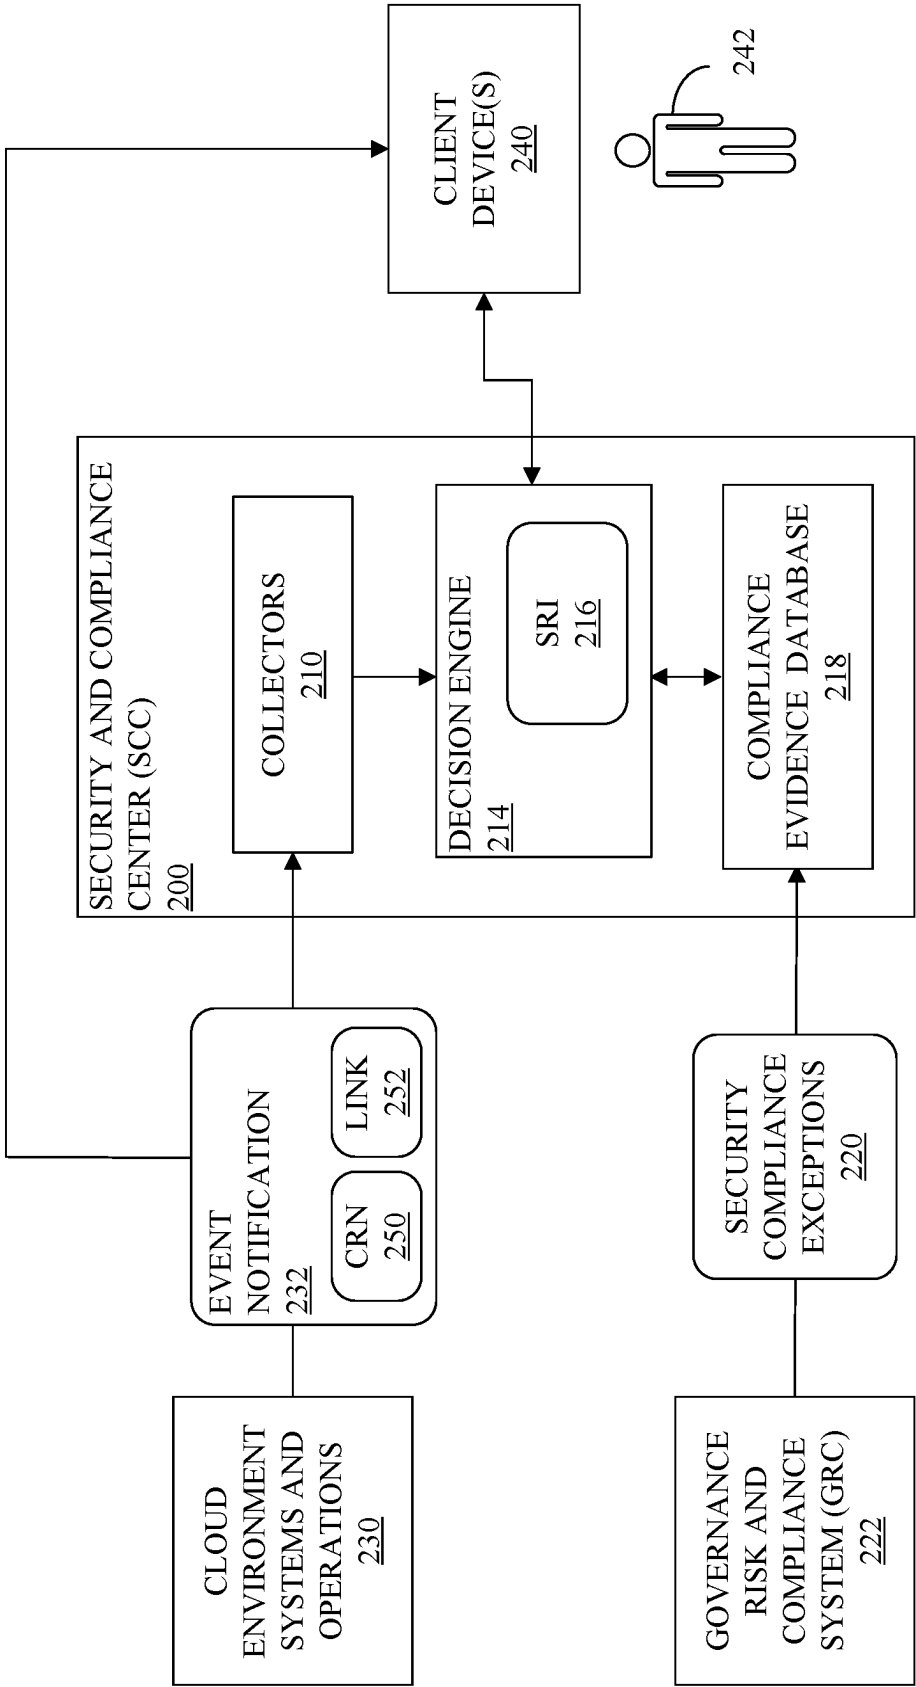 CLOUD
ENVIRONMENT
SYSTEMS AND
OPERATIONS
230
EVENT
NOTIFICATION
232
CRN
250
LINK
252
SECURITY AND COMPLIANCE
CENTER (SCC)
200
COLLECTORS
210
DECISION ENGINE
214
SRI
216
COMPLIANCE
EVIDENCE DATABASE
218
CLIENT
DEVICE(S)
240
242
GOVERNANCE
RISK AND
COMPLIANCE
SYSTEM (GRC)
222
SECURITY
COMPLIANCE
EXCEPTIONS
220